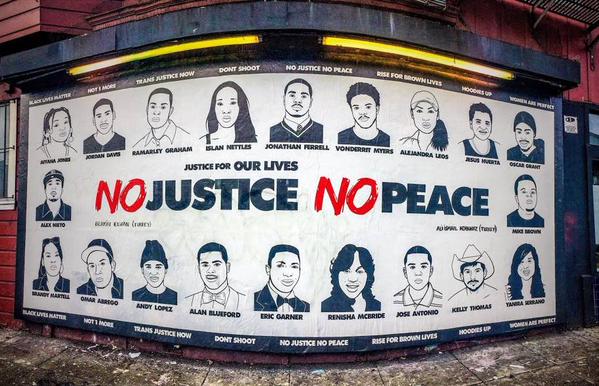 BLACK LIVES MATTER NOT 1 MORE TRANS JUSTICE NOW DONT SHOOT NO JUSTICE NO PEACE RISE FOR BROWN LIVES HOODIES UP WOMEN ARE PERFECT
AIYANA JONES JORDAN DAVIS RAMARLEY GRAHAM ISLAN NETTLES JONATHAN FERRELL VONDERRIT MYERS ALEJANDRA LEOS JESUS HUERTA OSCAR GRANT
JUSTICE FOR OUR LIVES
NO JUSTICE NO PEACE
ALEX NIETO (TURKEY) ALI ISMAIL KORKMAZ (TURKEY) MIKE BROWN
BRANDY MARTELL OMAR ABREGO ANDY LOPEZ ALAN BLUEFORD ERIC GARNER RENISHA MCBRIDE JOSE ANTONIO KELLY THOMAS YANIRA SERRANO
BLACK LIVES MATTER NOT 1 MORE TRANS JUSTICE NOW DONT SHOOT NO JUSTICE NO PEACE RISE FOR BROWN LIVES HOODIES UP WOMEN ARE PERFECT